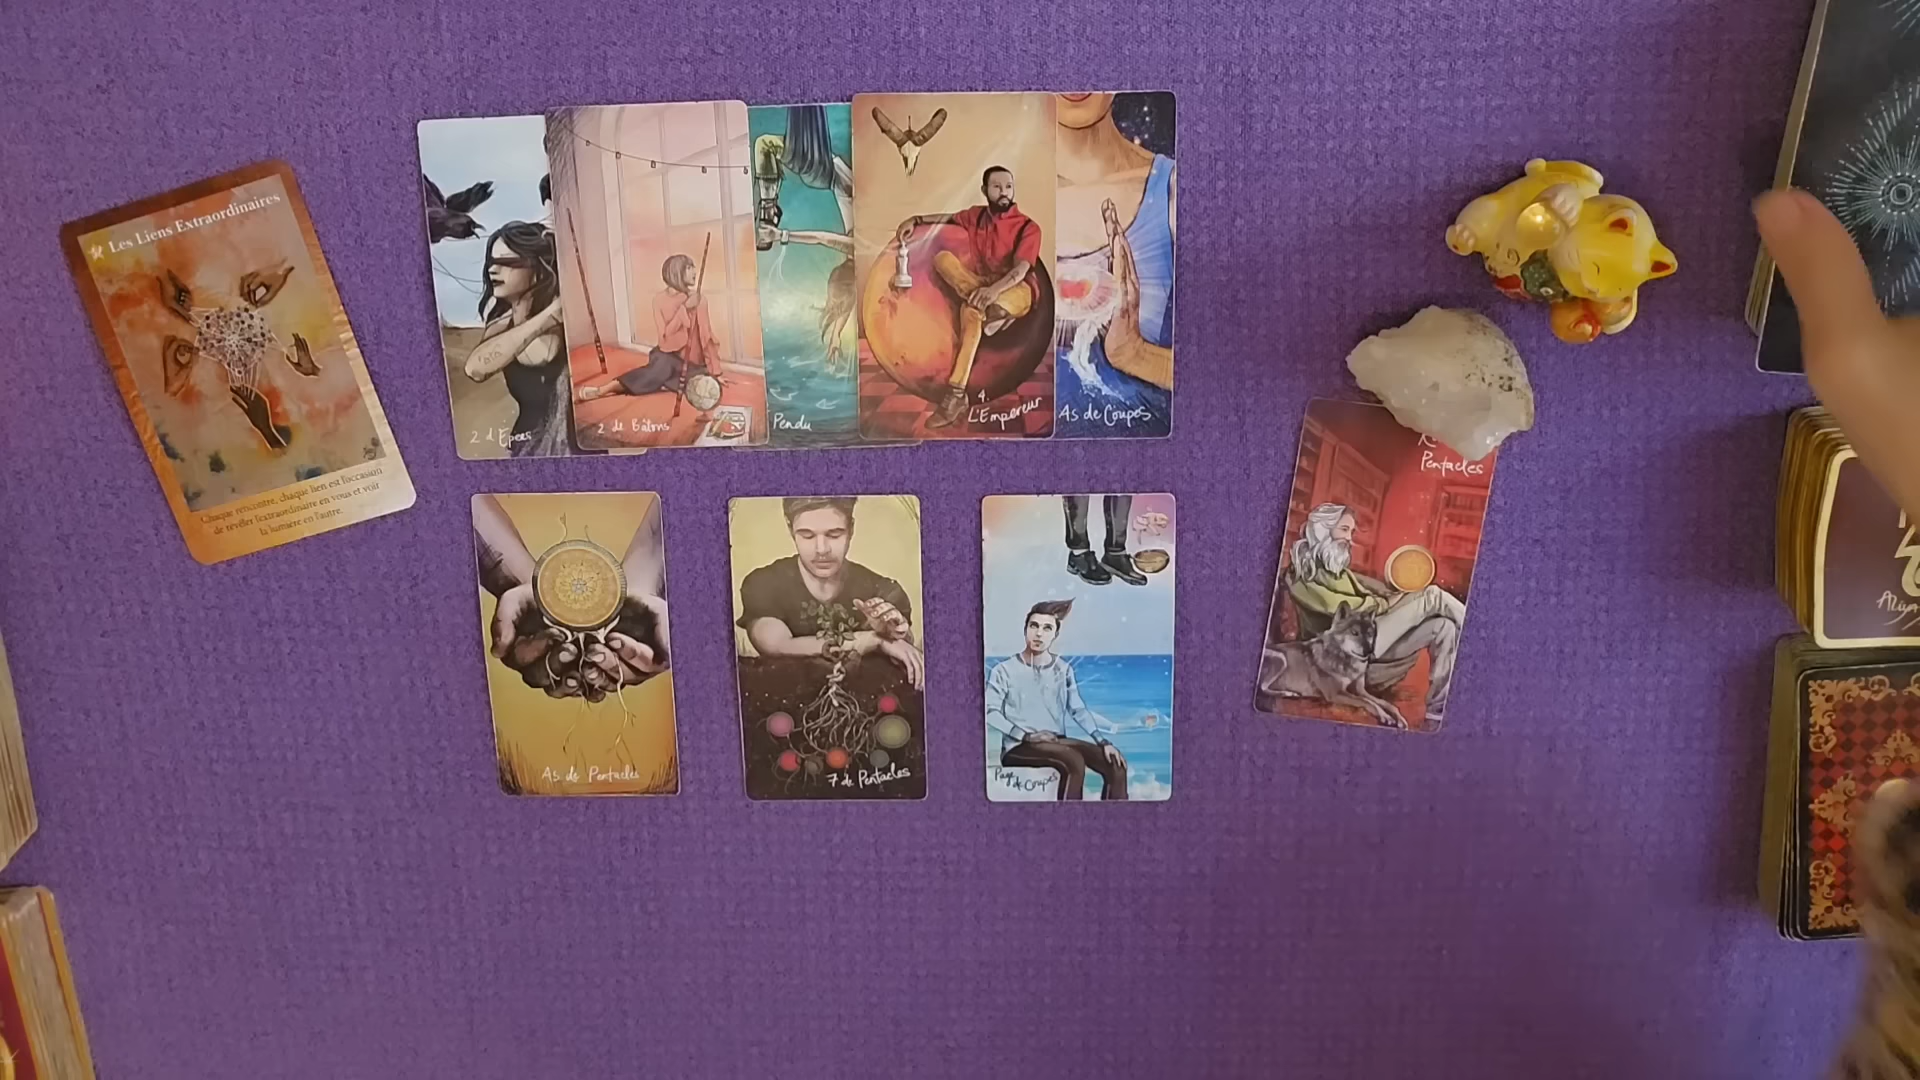 Les Liens Extraordinaires
Chaque rencontre, chaque lien est l'occasion
de révéler l'extraordinaire en vous et voir
la lumière en l'autre.
2 d'Épées
2 de Bâtons
Pendu
4.
L'Empereur
As de Coupes
As de Pentacles
7 de Pentacles
Page
de Coupes
Pentacles